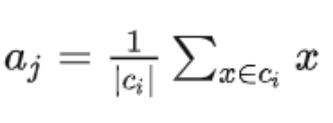 $a_j = \frac{1}{|c_i|} \sum_{x \in c_i} x$